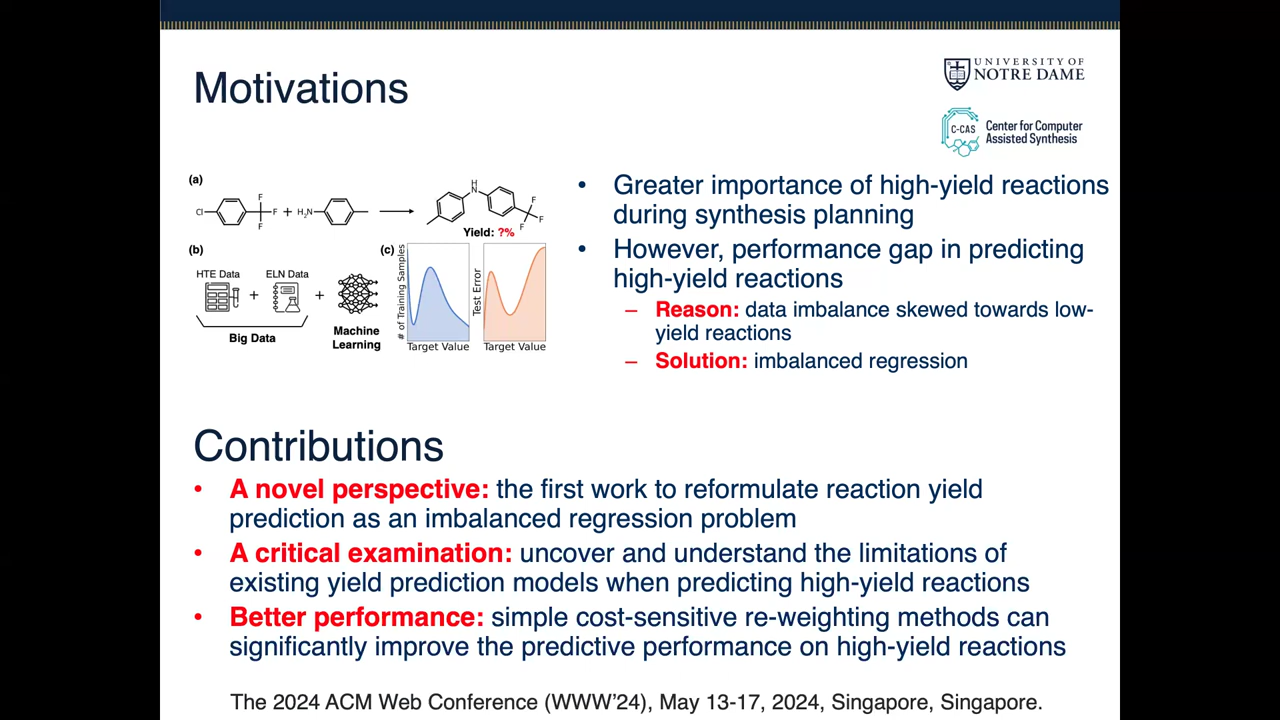 Motivations
UNIVERSITY OF
NOTRE DAME
C-CAS
Center for Computer
Assisted Synthesis
(a)
Cl
F
F
F
+
H₂N
H
N
F
F
F
Yield: ?%
(b)
HTE Data
+
ELN Data
+
Big Data
Machine
Learning
(c)
# of Training Samples
Target Value
Test Error
Target Value
• Greater importance of high-yield reactions
during synthesis planning
• However, performance gap in predicting
high-yield reactions
– Reason: data imbalance skewed towards low-
yield reactions
– Solution: imbalanced regression
Contributions
• A novel perspective: the first work to reformulate reaction yield
prediction as an imbalanced regression problem
• A critical examination: uncover and understand the limitations of
existing yield prediction models when predicting high-yield reactions
• Better performance: simple cost-sensitive re-weighting methods can
significantly improve the predictive performance on high-yield reactions
The 2024 ACM Web Conference (WWW’24), May 13-17, 2024, Singapore, Singapore.